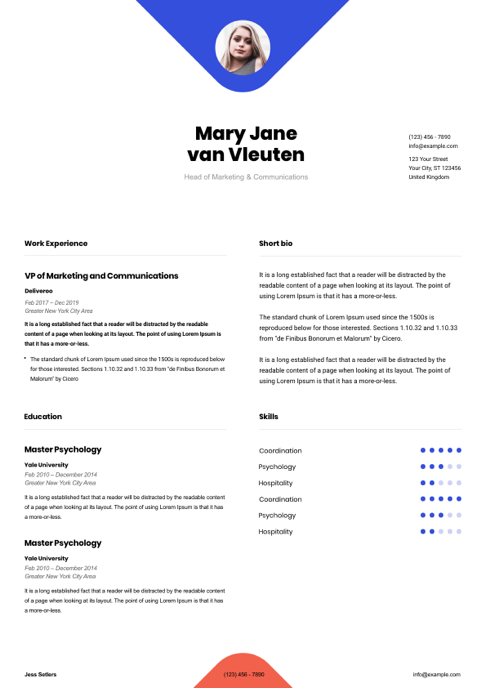 Mary Jane
van Vleuten
Head of Marketing & Communications
(123) 456 - 7890
info@example.com
123 Your Street
Your City, ST 123456
United Kingdom
Work Experience
VP of Marketing and Communications
Deliveroo
Feb 2017 – Dec 2019
Greater New York City Area
It is a long established fact that a reader will be distracted by the readable
content of a page when looking at its layout. The point of using Lorem Ipsum is
that it has a more-or-less.
* The standard chunk of Lorem Ipsum used since the 1500s is reproduced below
for those interested. Sections 1.10.32 and 1.10.33 from "de Finibus Bonorum et
Malorum" by Cicero
Short bio
It is a long established fact that a reader will be distracted by the
readable content of a page when looking at its layout. The point of
using Lorem Ipsum is that it has a more-or-less.
The standard chunk of Lorem Ipsum used since the 1500s is
reproduced below for those interested. Sections 1.10.32 and 1.10.33
from "de Finibus Bonorum et Malorum" by Cicero.
It is a long established fact that a reader will be distracted by the
readable content of a page when looking at its layout. The point of
using Lorem Ipsum is that it has a more-or-less.
Education
Master Psychology
Yale University
Feb 2010 – December 2014
Greater New York City Area
It is a long established fact that a reader will be distracted by the readable content
of a page when looking at its layout. The point of using Lorem Ipsum is that it has
a more-or-less.
Master Psychology
Yale University
Feb 2010 – December 2014
Greater New York City Area
It is a long established fact that a reader will be distracted by the readable content
of a page when looking at its layout. The point of using Lorem Ipsum is that it has
a more-or-less.
Skills
Coordination
Psychology
Hospitality
Coordination
Psychology
Hospitality
Jess Setlers
(123) 456 - 7890
info@example.com